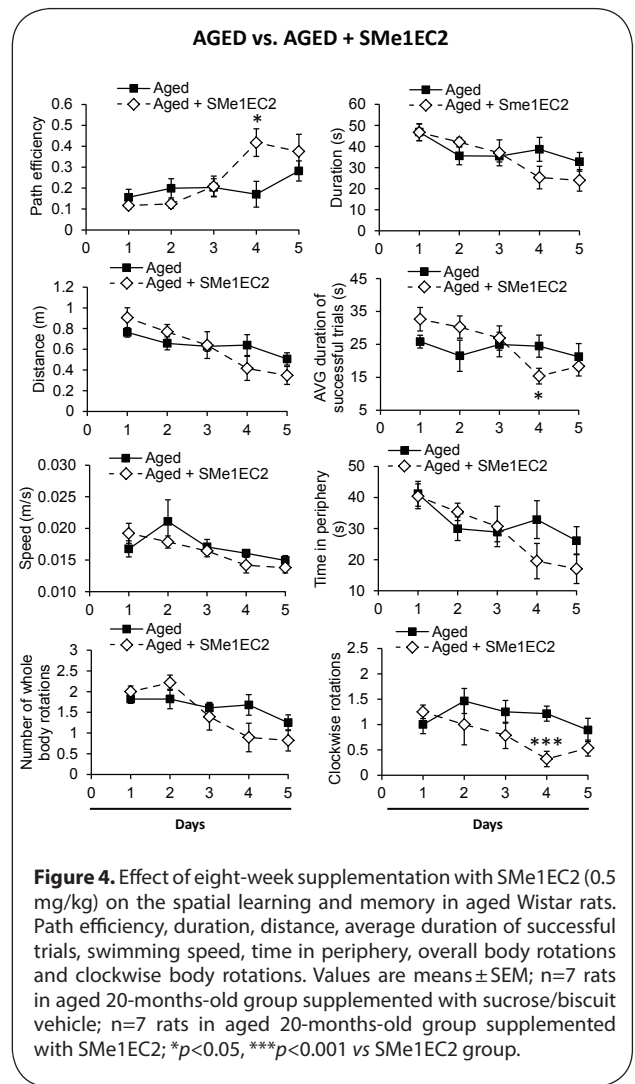 AGED vs. AGED + SMe1EC2
Aged
Aged + SMe1EC2
Path efficiency
0.6
0.5
0.4
0.3
0.2
0.1
0
*
0 1 2 3 4 5
Aged
Aged + Sme1EC2
Duration (s)
60
50
40
30
20
10
0
0 1 2 3 4 5
Aged
Aged + SMe1EC2
Distance (m)
1.2
1
0.8
0.6
0.4
0.2
0
0 1 2 3 4 5
Aged
Aged + SMe1EC2
AVG duration of
successful trials (s)
45
35
25
15
5
*
0 1 2 3 4 5
Aged
Aged + SMe1EC2
Speed (m/s)
0.030
0.025
0.020
0.015
0.010
0 1 2 3 4 5
Aged
Aged + SMe1EC2
Time in periphery
(s)
50
40
30
20
10
0 1 2 3 4 5
Aged
Aged + SMe1EC2
Number of whole
body rotations
3
2.5
2
1.5
1
0.5
0
0 1 2 3 4 5
Days
Aged
Aged + SMe1EC2
Clockwise rotations
2.5
2
1.5
1
0.5
0
***
0 1 2 3 4 5
Days
Figure 4. Effect of eight-week supplementation with SMe1EC2 (0.5
mg/kg) on the spatial learning and memory in aged Wistar rats.
Path efficiency, duration, distance, average duration of successful
trials, swimming speed, time in periphery, overall body rotations
and clockwise body rotations. Values are means±SEM; n=7 rats
in aged 20-months-old group supplemented with sucrose/biscuit
vehicle; n=7 rats in aged 20-months-old group supplemented
with SMe1EC2; *p<0.05, ***p<0.001 vs SMe1EC2 group.